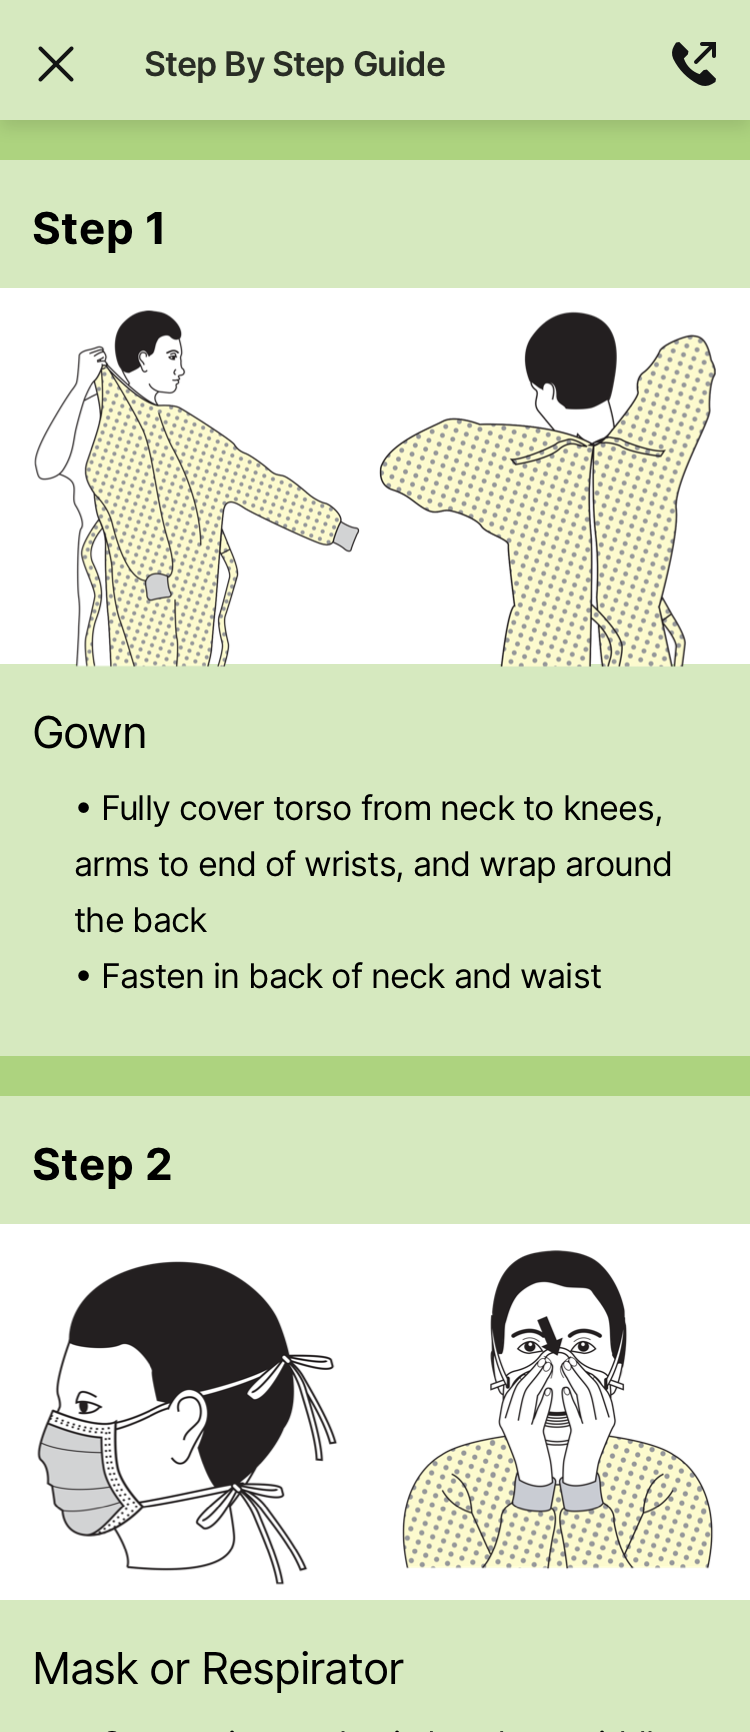 Step By Step Guide
Step 1
Gown
• Fully cover torso from neck to knees,
arms to end of wrists, and wrap around
the back
• Fasten in back of neck and waist
Step 2
Mask or Respirator